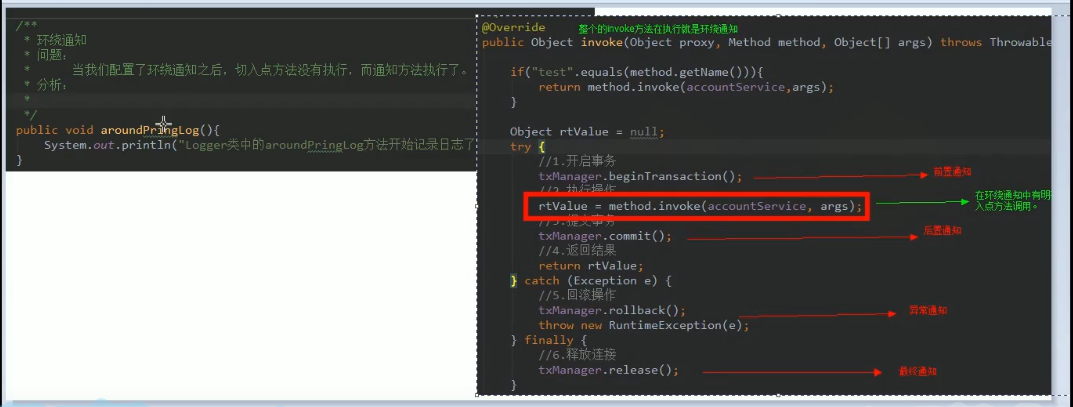 /**
* 环绕通知
* 问题:
* 当我们配置了环绕通知之后,切入点方法没有执行,而通知方法执行了。
* 分析:
*
*/
public void aroundPringLog(){
System.out.println("Logger类中的aroundPringLog方法开始记录日志了
}
@Override 整个的invoke方法在执行就是环绕通知
public Object invoke(Object proxy, Method method, Object[] args) throws Throwable
if("test".equals(method.getName())){
return method.invoke(accountService,args);
}
Object rtValue = null;
try {
//1.开启事务
txManager.beginTransaction(); 前置通知
//2.执行操作
rtValue = method.invoke(accountService, args); 在环绕通知中有明
入点方法调用。
//3.提交事务
txManager.commit(); 后置通知
//4.返回结果
return rtValue;
} catch (Exception e) {
//5.回滚操作
txManager.rollback(); 异常通知
throw new RuntimeException(e);
} finally {
//6.释放连接
txManager.release(); 最终通知
}